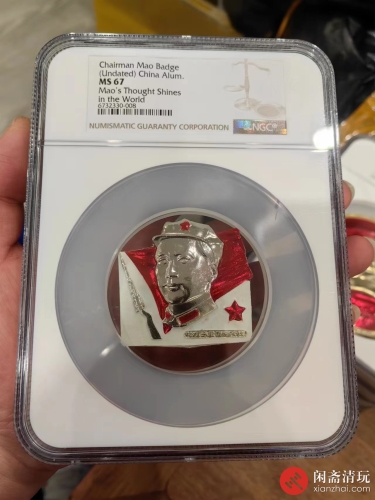 Chairman Mao Badge
(Undated) China Alum.
MS 67
Mao's Thought Shines
in the World
6732330-008
NUMISMATIC GUARANTY CORPORATION
NGC
闲斋清玩
xianzhai.com